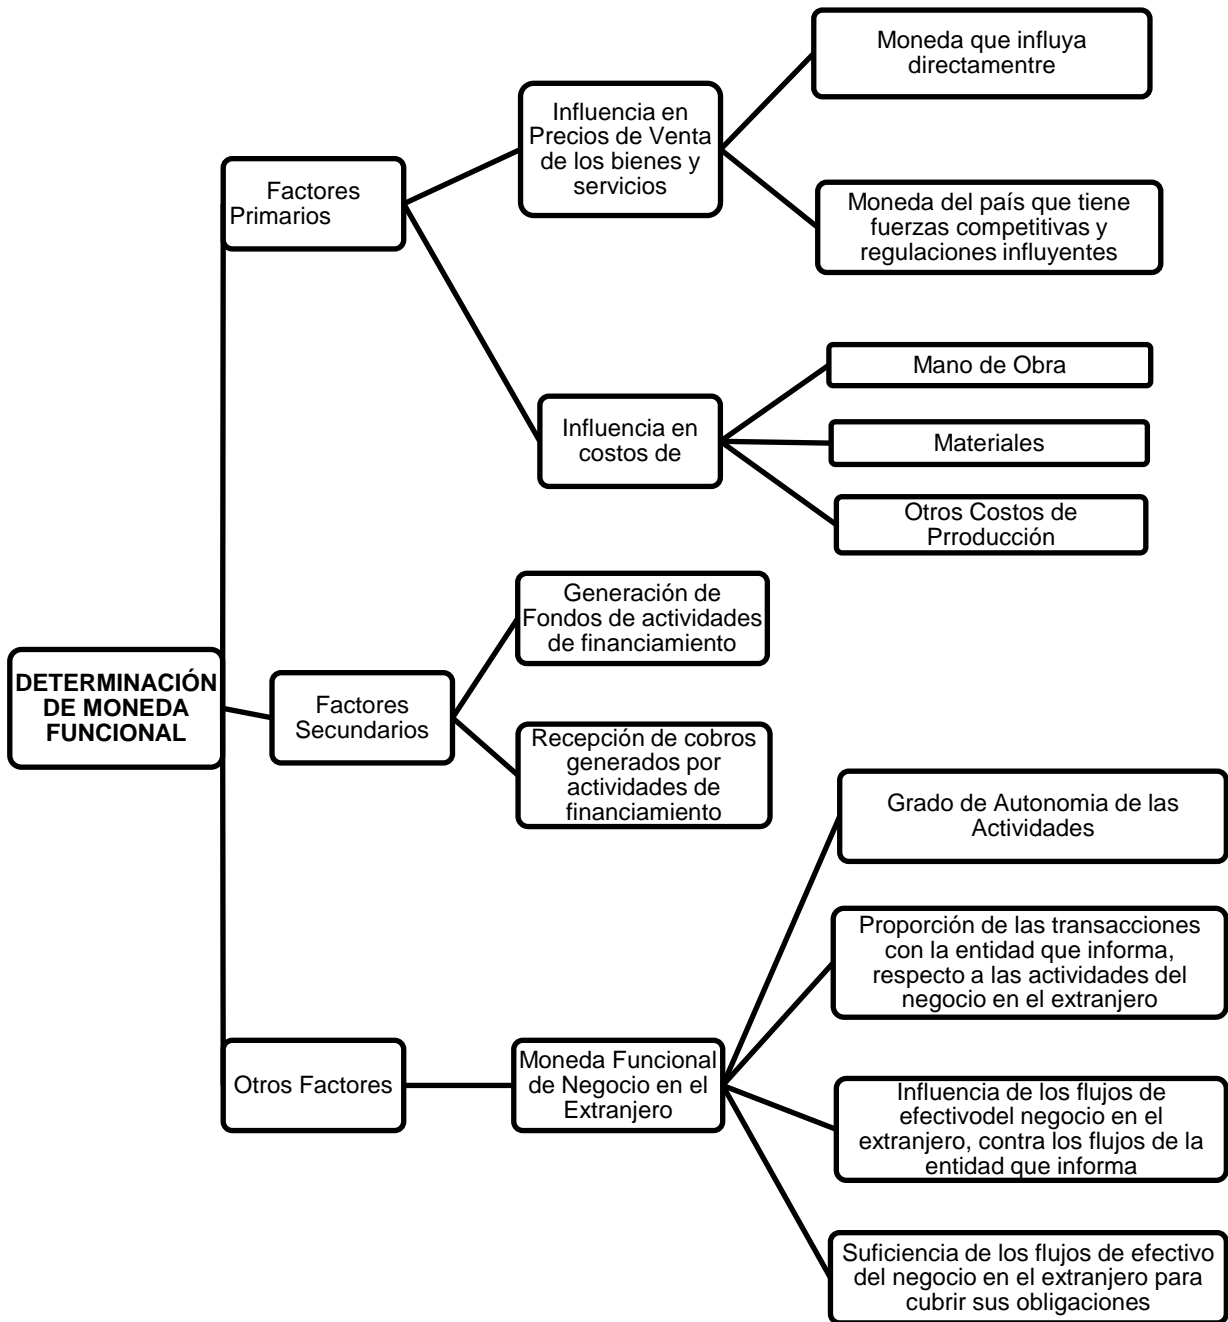 Moneda que influya
directamentre
Influencia en
Precios de Venta
de los bienes y
servicios
Factores
Primarios
Moneda del país que tiene
fuerzas competitivas y
regulaciones influyentes
Mano de Obra
Influencia en
costos de
Materiales
Otros Costos de
Prroducción
Generación de
Fondos de actividades
de financiamiento
DETERMINACIÓN
DE MONEDA
FUNCIONAL
Factores
Secundarios
Recepción de cobros
generados por
actividades de
financiamiento
Grado de Autonomia de las
Actividades
Proporción de las transacciones
con la entidad que informa,
respecto a las actividades del
negocio en el extranjero
Otros Factores
Moneda Funcional
de Negocio en el
Extranjero
Influencia de los flujos de
efectivodel negocio en el
extranjero, contra los flujos de la
entidad que informa
Suficiencia de los flujos de efectivo
del negocio en el extranjero para
cubrir sus obligaciones